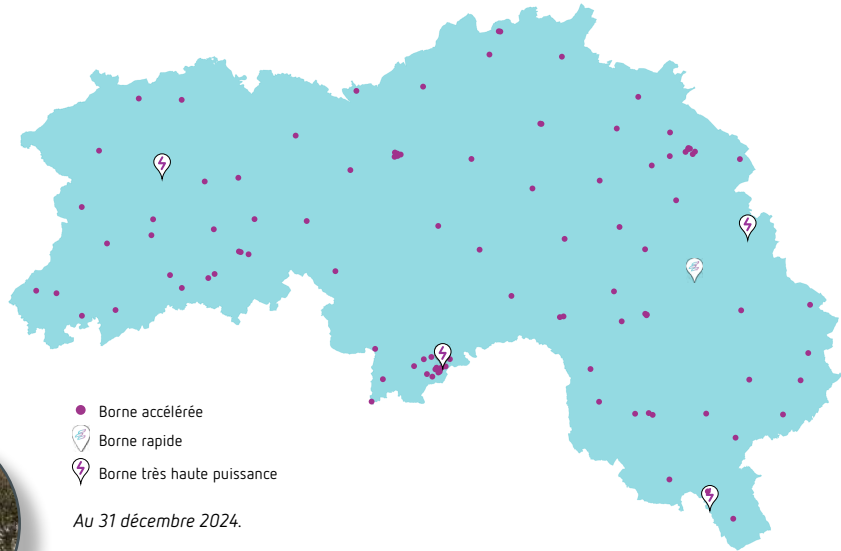 Borne accélérée
Borne rapide
Borne très haute puissance
Au 31 décembre 2024.